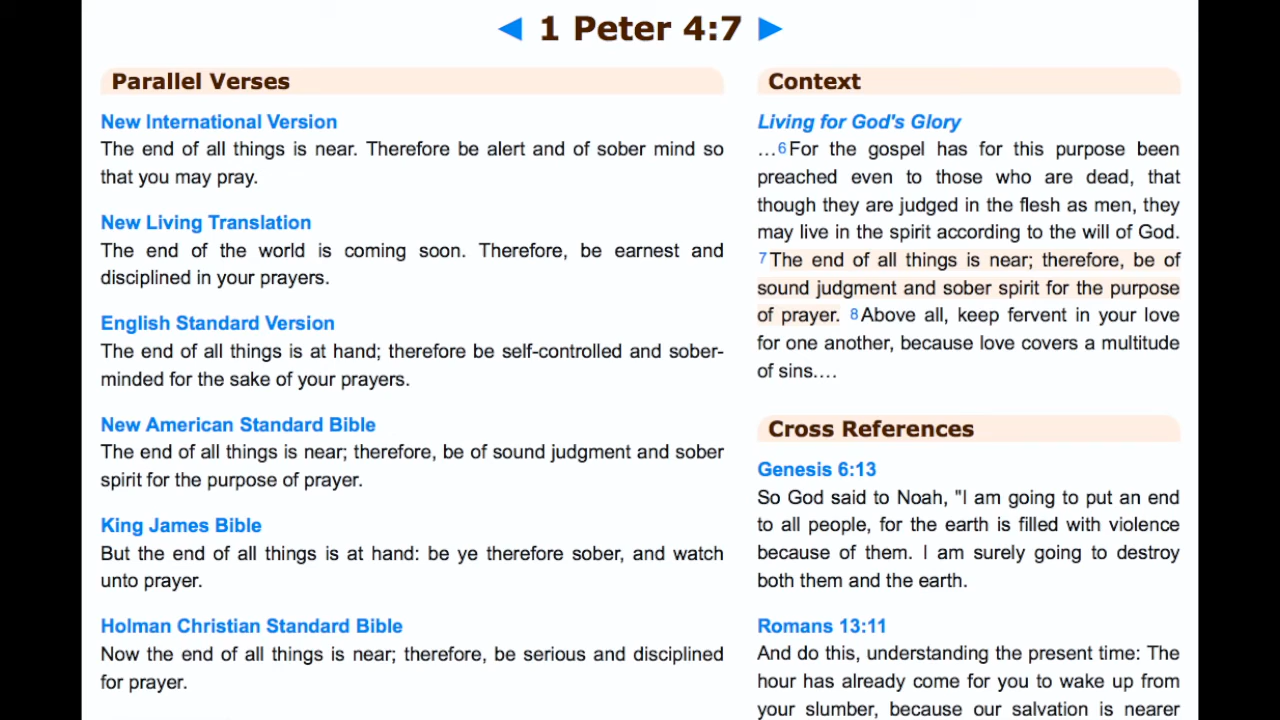 1 Peter 4:7
Parallel Verses
New International Version
The end of all things is near. Therefore be alert and of sober mind so
that you may pray.
New Living Translation
The end of the world is coming soon. Therefore, be earnest and
disciplined in your prayers.
English Standard Version
The end of all things is at hand; therefore be self-controlled and sober-
minded for the sake of your prayers.
New American Standard Bible
The end of all things is near; therefore, be of sound judgment and sober
spirit for the purpose of prayer.
King James Bible
But the end of all things is at hand: be ye therefore sober, and watch
unto prayer.
Holman Christian Standard Bible
Now the end of all things is near; therefore, be serious and disciplined
for prayer.
Context
Living for God's Glory
…6For the gospel has for this purpose been
preached even to those who are dead, that
though they are judged in the flesh as men, they
may live in the spirit according to the will of God.
7The end of all things is near; therefore, be of
sound judgment and sober spirit for the purpose
of prayer. 8Above all, keep fervent in your love
for one another, because love covers a multitude
of sins.…
Cross References
Genesis 6:13
So God said to Noah, "I am going to put an end
to all people, for the earth is filled with violence
because of them. I am surely going to destroy
both them and the earth.
Romans 13:11
And do this, understanding the present time: The
hour has already come for you to wake up from
your slumber, because our salvation is nearer